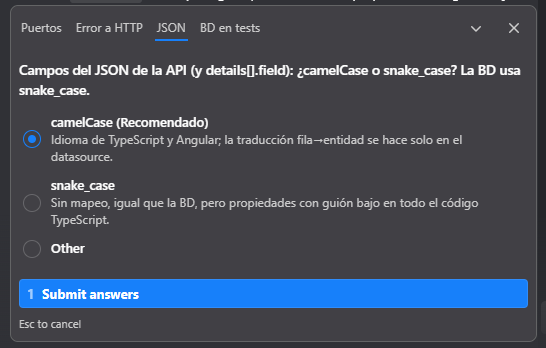 Puertos Error a HTTP JSON BD en tests
Campos del JSON de la API (y details[].field): ¿camelCase o snake_case? La BD usa
snake_case.
camelCase (Recomendado)
Idioma de TypeScript y Angular; la traducción fila→entidad se hace solo en el
datasource.
snake_case
Sin mapeo, igual que la BD, pero propiedades con guión bajo en todo el código
TypeScript.
Other
1 Submit answers
Esc to cancel